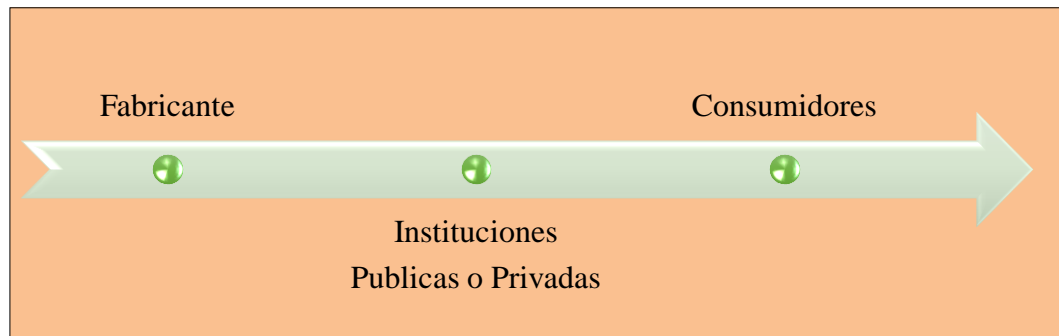 Fabricante
Consumidores
Instituciones
Publicas o Privadas